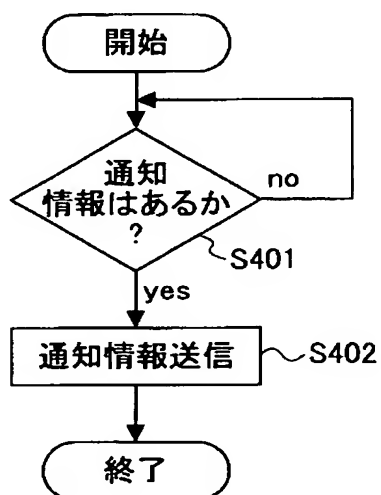 開始
通知
情報はあるか
?
no
S401
yes
通知情報送信
S402
終了